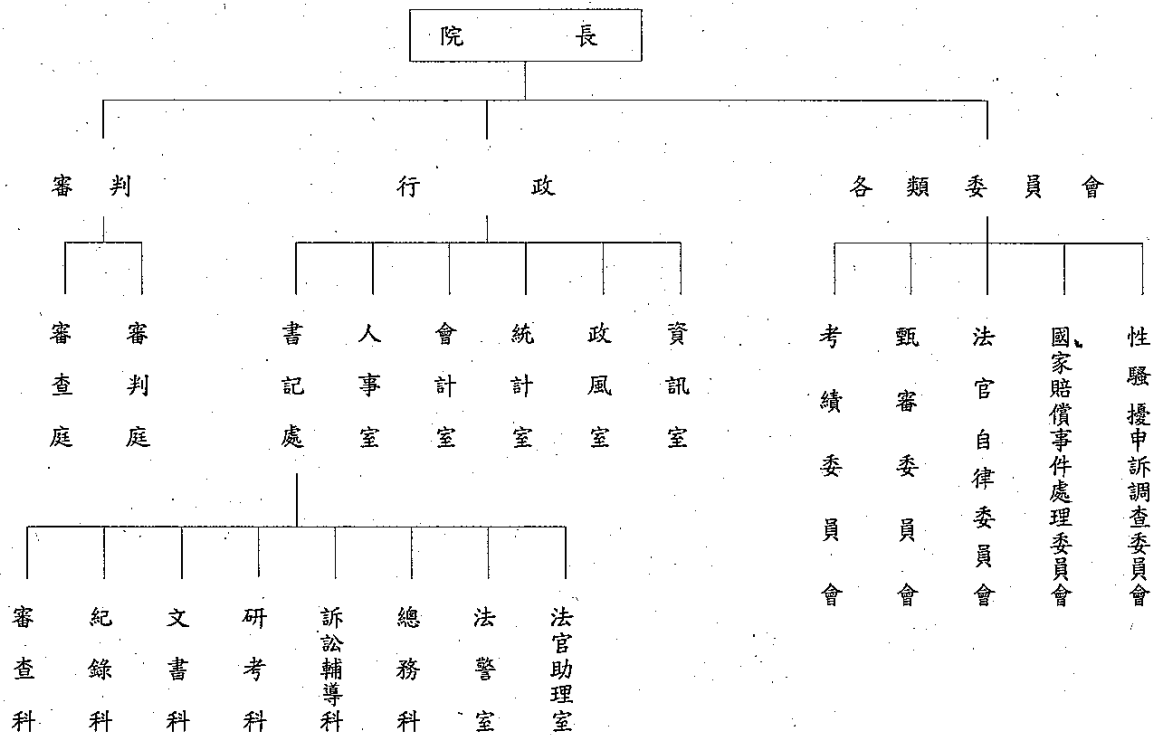 院長
審判
行政
各類委員會
審查庭
審判庭
書記處
人事室
會計室
統計室
政風室
資訊室
考績委員會
甄審委員會
法官自律委員會
國家賠償事件處理委員會
性騷擾申訴調查委員會
審查科
紀錄科
文書科
研考科
訴訟輔導科
總務科
法警室
法官助理室